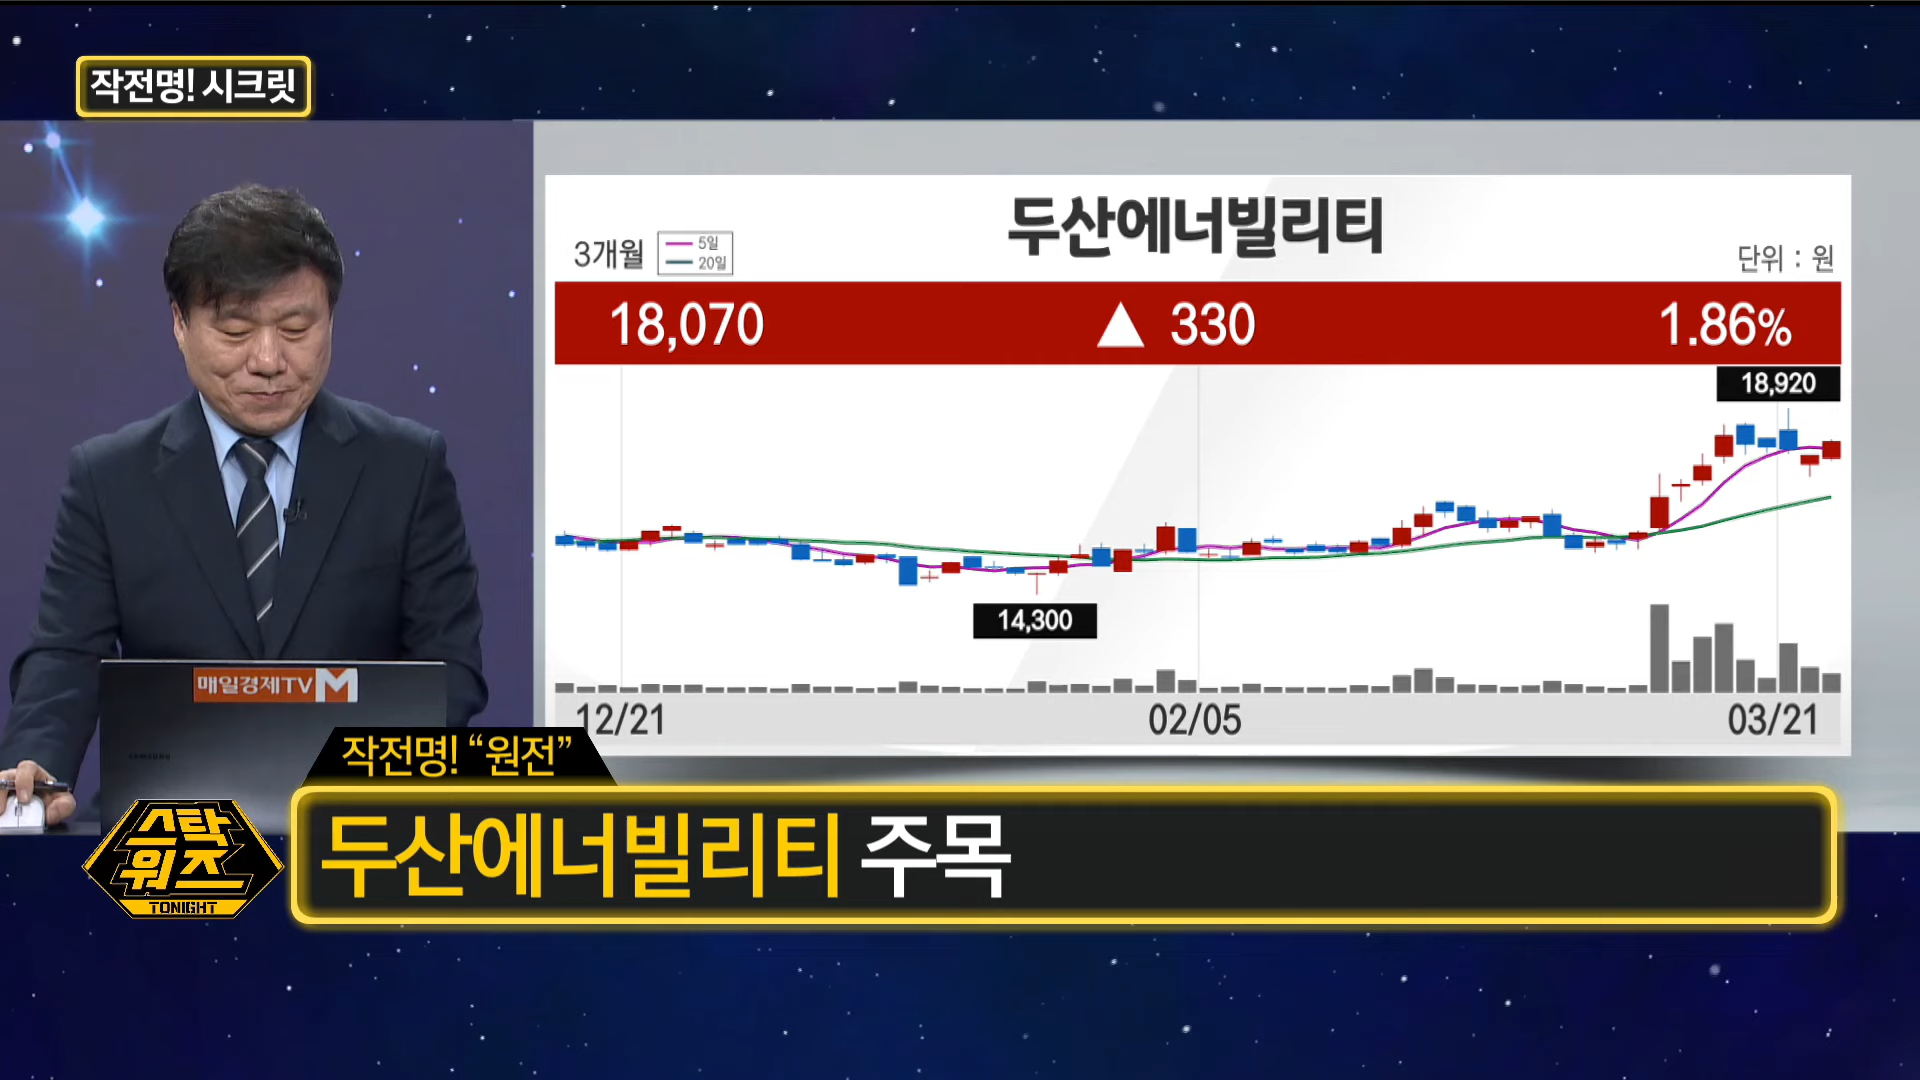 작전명! 시크릿
두산에너빌리티
3개월
5일
20일
단위 : 원
18,070 ▲ 330 1.86%
18,920
14,300
12/21 02/05 03/21
매일경제TV M
SAMSUNG
작전명! “원전”
두산에너빌리티 주목
스탁
워즈
TONIGHT